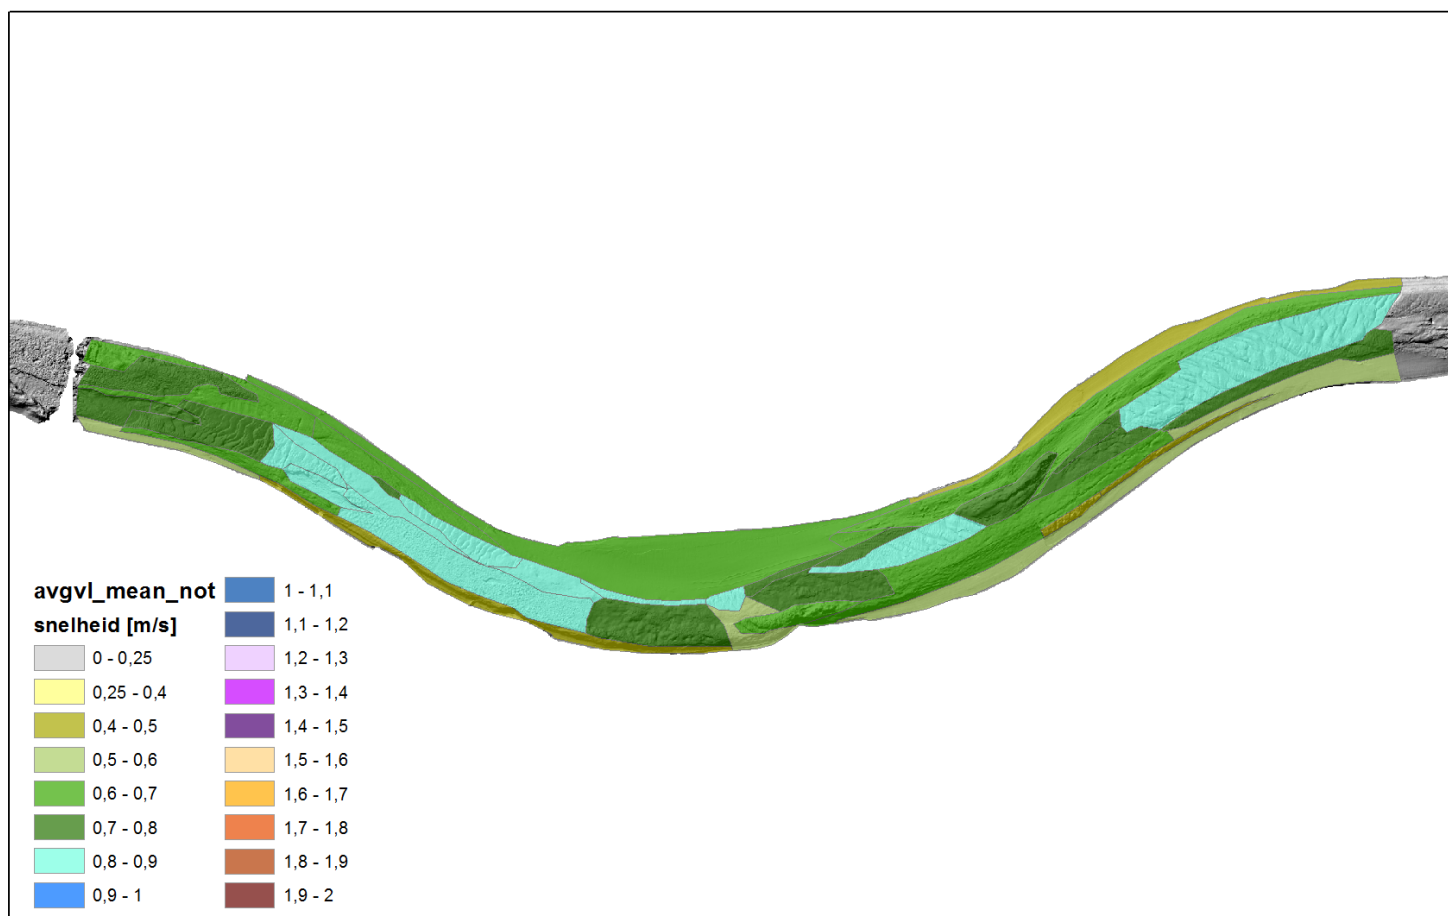 avgvl_mean_not
snelheid [m/s]
0 - 0,25
0,25 - 0,4
0,4 - 0,5
0,5 - 0,6
0,6 - 0,7
0,7 - 0,8
0,8 - 0,9
0,9 - 1
1 - 1,1
1,1 - 1,2
1,2 - 1,3
1,3 - 1,4
1,4 - 1,5
1,5 - 1,6
1,6 - 1,7
1,7 - 1,8
1,8 - 1,9
1,9 - 2